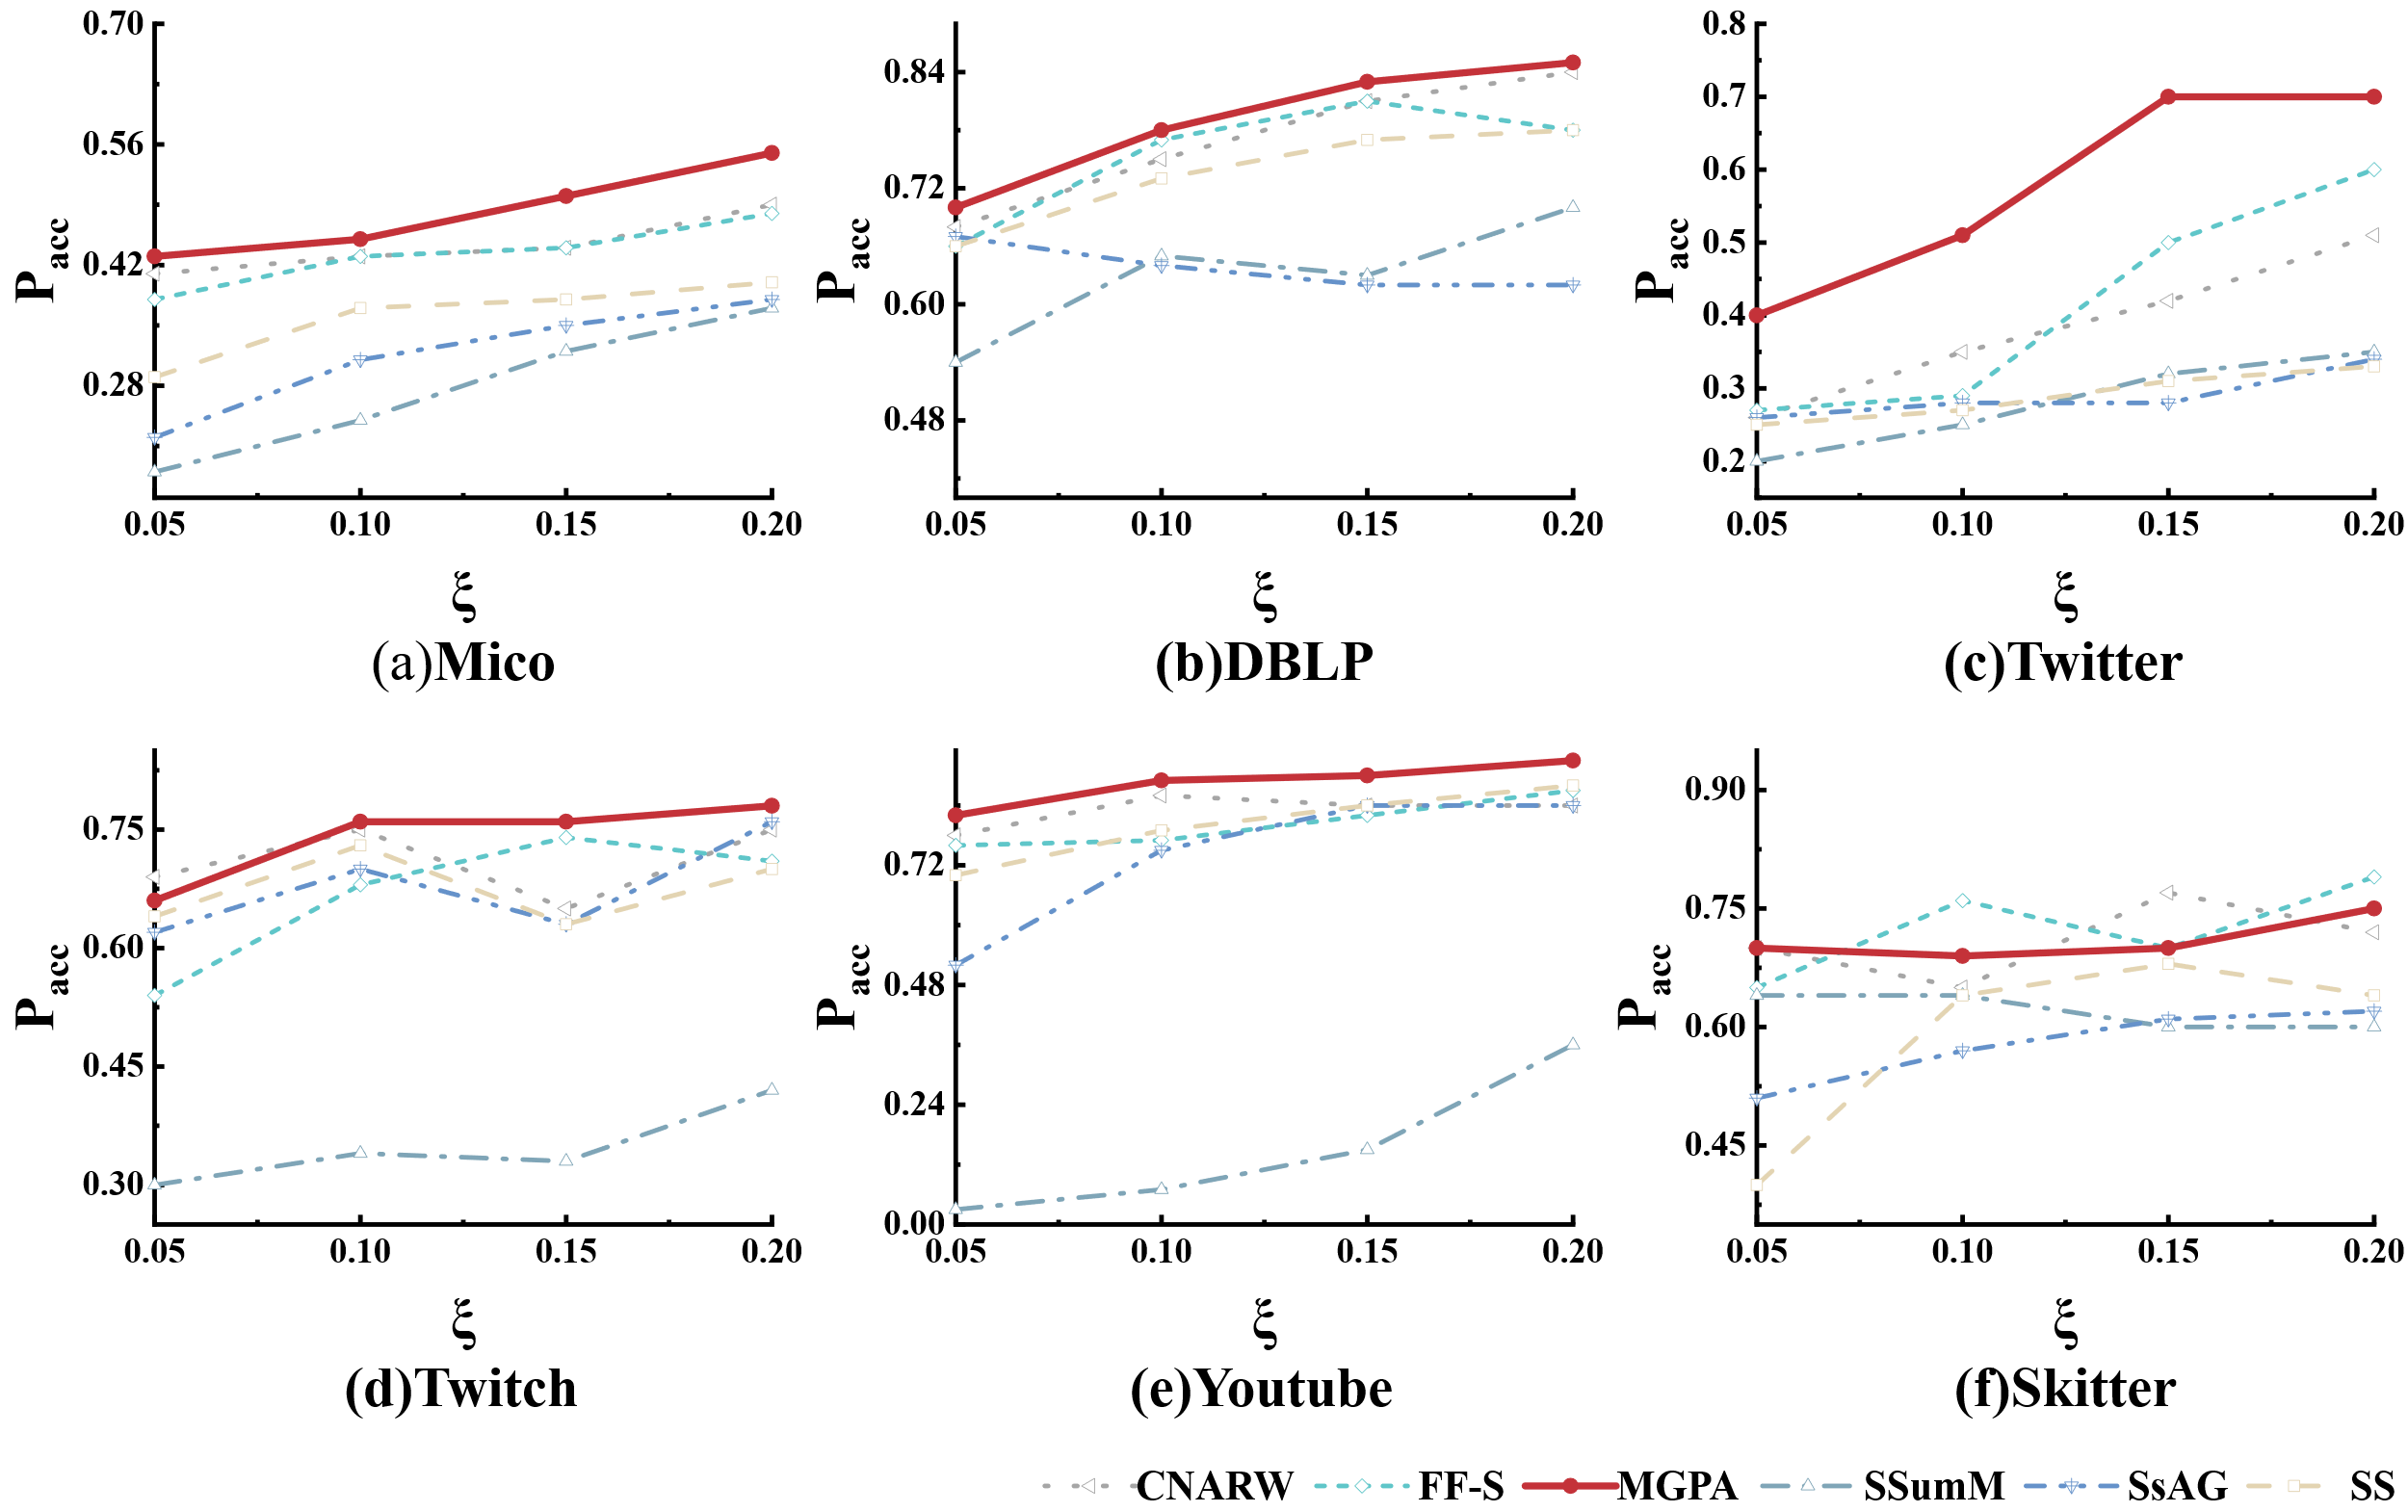 0.70
0.56
0.42
0.28
P acc
0.05 0.10 0.15 0.20
ξ
(a)Mico
0.84
0.72
0.60
0.48
P acc
0.05 0.10 0.15 0.20
ξ
(b)DBLP
0.8
0.7
0.6
0.5
0.4
0.3
0.2
P acc
0.05 0.10 0.15 0.20
ξ
(c)Twitter
0.75
0.60
0.45
0.30
P acc
0.05 0.10 0.15 0.20
ξ
(d)Twitch
0.72
0.48
0.24
0.00
P acc
0.05 0.10 0.15 0.20
ξ
(e)Youtube
0.90
0.75
0.60
0.45
P acc
0.05 0.10 0.15 0.20
ξ
(f)Skitter
CNARW FF-S MGPA SSumM SsAG SS